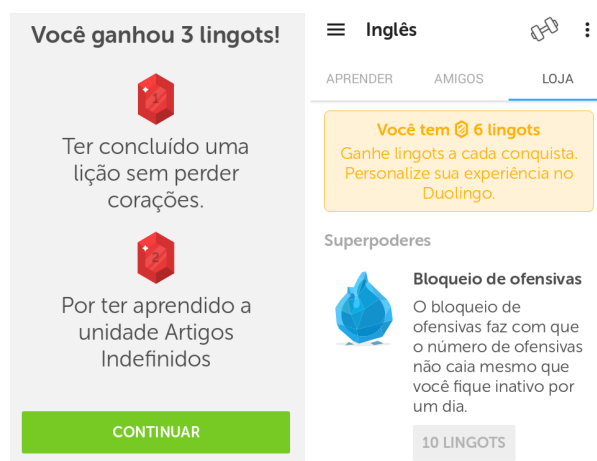 Você ganhou 3 lingots!
1
Ter concluído uma
lição sem perder
corações.
2
Por ter aprendido a
unidade Artigos
Indefinidos
CONTINUAR
Inglês
APRENDER AMIGOS LOJA
Você tem 6 lingots
Ganhe lingots a cada conquista.
Personalize sua experiência no
Duolingo.
Superpoderes
Bloqueio de ofensivas
O bloqueio de
ofensivas faz com que
o número de ofensivas
não caia mesmo que
você fique inativo por
um dia.
10 LINGOTS